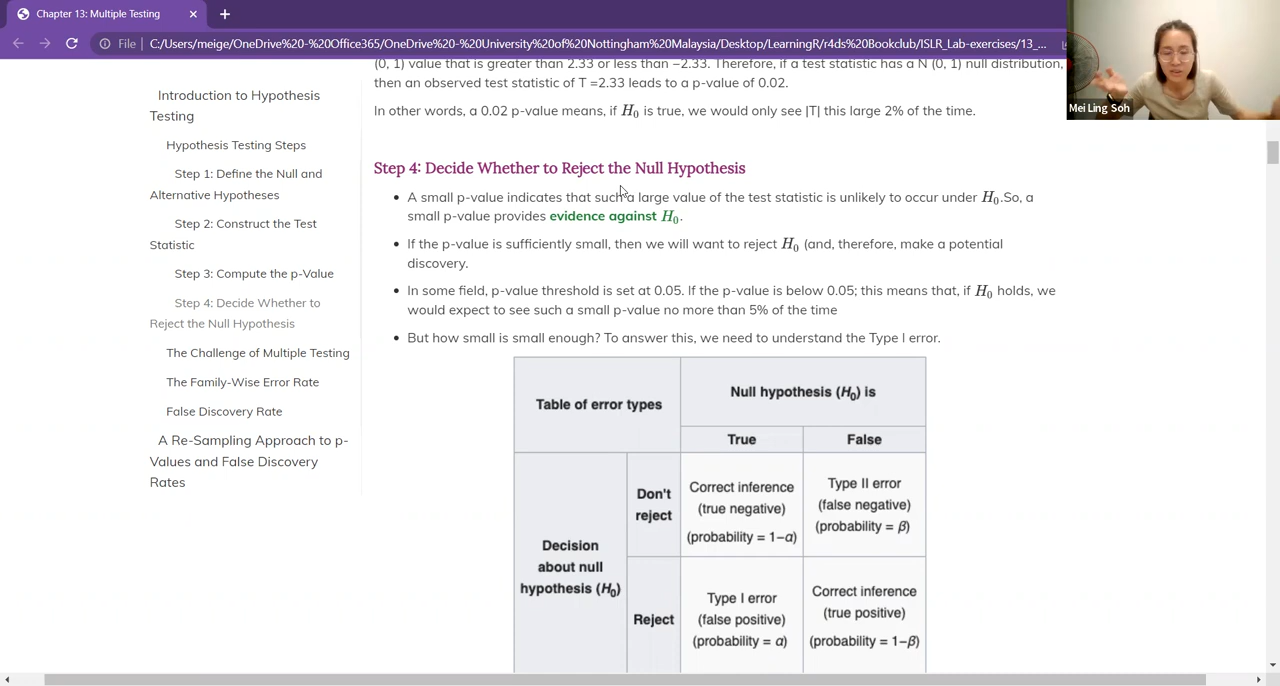 Chapter 13: Multiple Testing
File
C:/Users/meige/OneDrive%20-%20Office365/OneDrive%20-%20University%20of%20Nottingham%20Malaysia/Desktop/LearningR/r4ds%20Bookclub/ISLR_Lab-exercises/13_...
Mei Ling Soh
Introduction to Hypothesis
Testing
Hypothesis Testing Steps
Step 1: Define the Null and
Alternative Hypotheses
Step 2: Construct the Test
Statistic
Step 3: Compute the p-Value
Step 4: Decide Whether to
Reject the Null Hypothesis
The Challenge of Multiple Testing
The Family-Wise Error Rate
False Discovery Rate
A Re-Sampling Approach to p-
Values and False Discovery
Rates
(0, 1) value that is greater than 2.33 or less than −2.33. Therefore, if a test statistic has a N (0, 1) null distribution,
then an observed test statistic of T =2.33 leads to a p-value of 0.02.
In other words, a 0.02 p-value means, if H₀ is true, we would only see |T| this large 2% of the time.
Step 4: Decide Whether to Reject the Null Hypothesis
• A small p-value indicates that such a large value of the test statistic is unlikely to occur under H₀.So, a
small p-value provides evidence against H₀.
• If the p-value is sufficiently small, then we will want to reject H₀ (and, therefore, make a potential
discovery.
• In some field, p-value threshold is set at 0.05. If the p-value is below 0.05; this means that, if H₀ holds, we
would expect to see such a small p-value no more than 5% of the time
• But how small is small enough? To answer this, we need to understand the Type I error.
Table of error types
Null hypothesis (H₀) is
True
False
Decision
about null
hypothesis (H₀)
Don't
reject
Correct inference
(true negative)
(probability = 1−α)
Type II error
(false negative)
(probability = β)
Reject
Type I error
(false positive)
(probability = α)
Correct inference
(true positive)
(probability = 1−β)